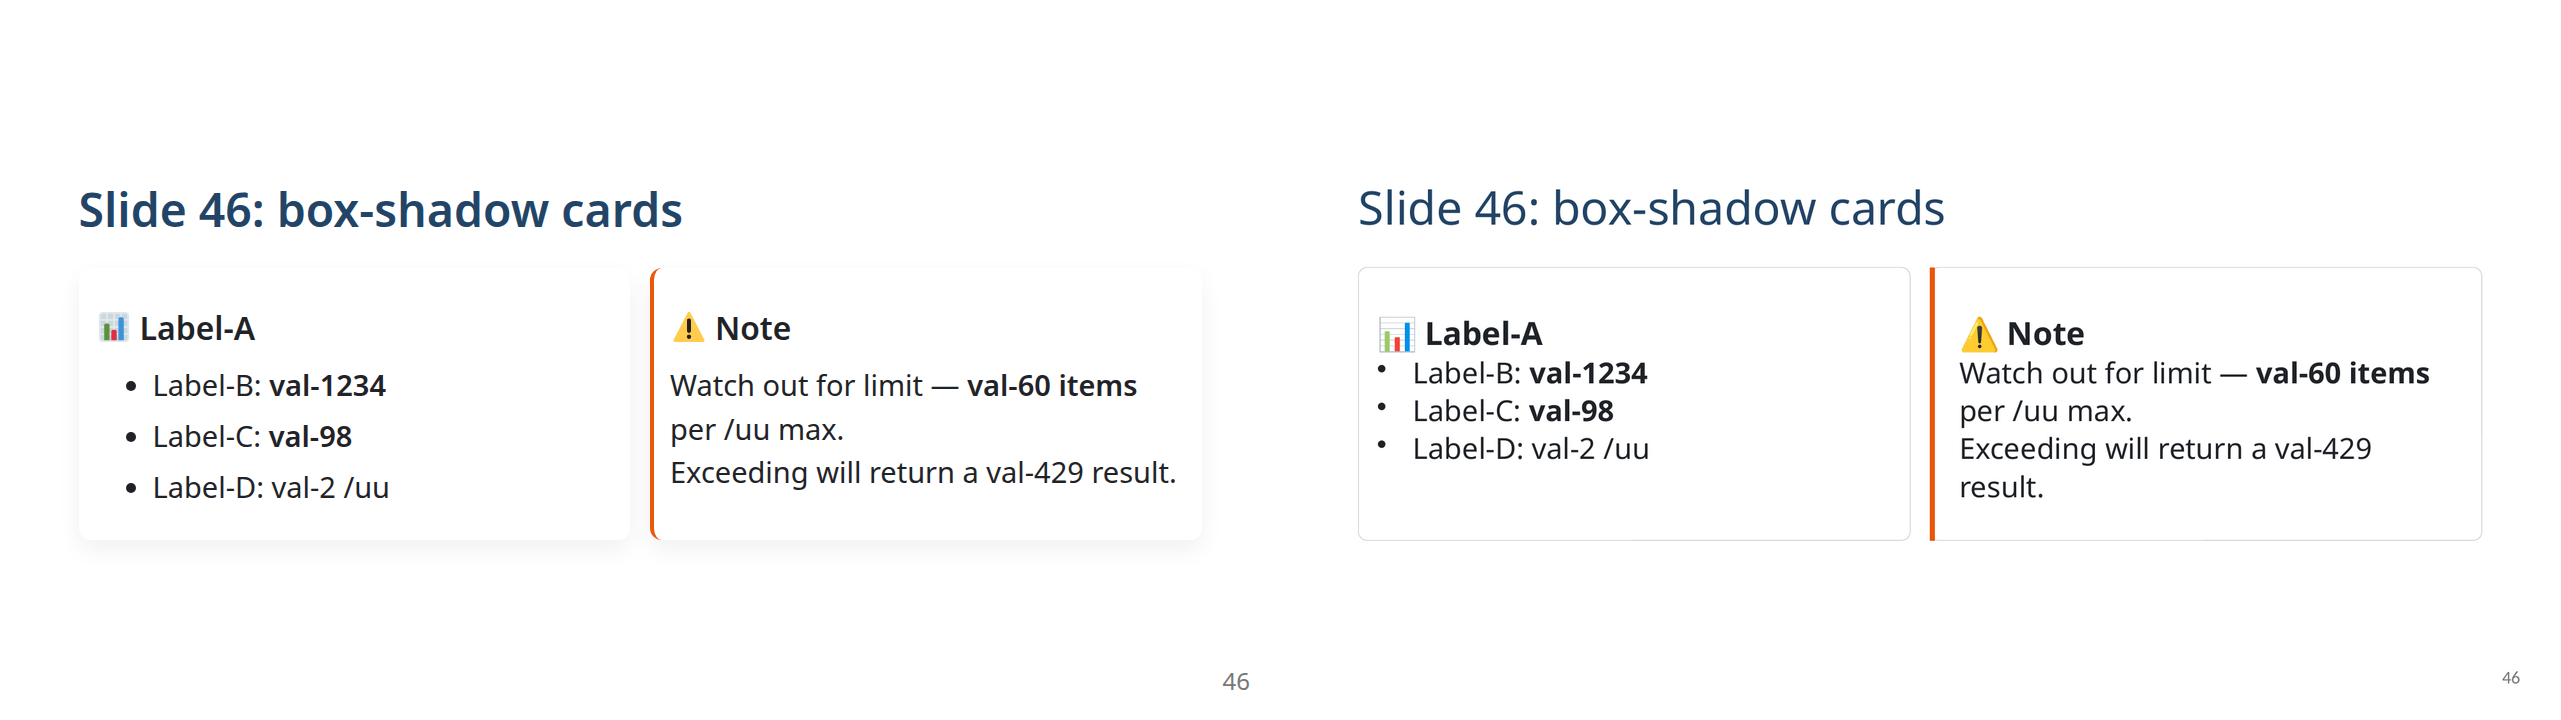 Slide 46: box-shadow cards
📊 Label-A
• Label-B: val-1234
• Label-C: val-98
• Label-D: val-2 /uu
⚠️ Note
Watch out for limit — val-60 items
per /uu max.
Exceeding will return a val-429 result.
46
Slide 46: box-shadow cards
📊 Label-A
• Label-B: val-1234
• Label-C: val-98
• Label-D: val-2 /uu
⚠️ Note
Watch out for limit — val-60 items
per /uu max.
Exceeding will return a val-429
result.
46